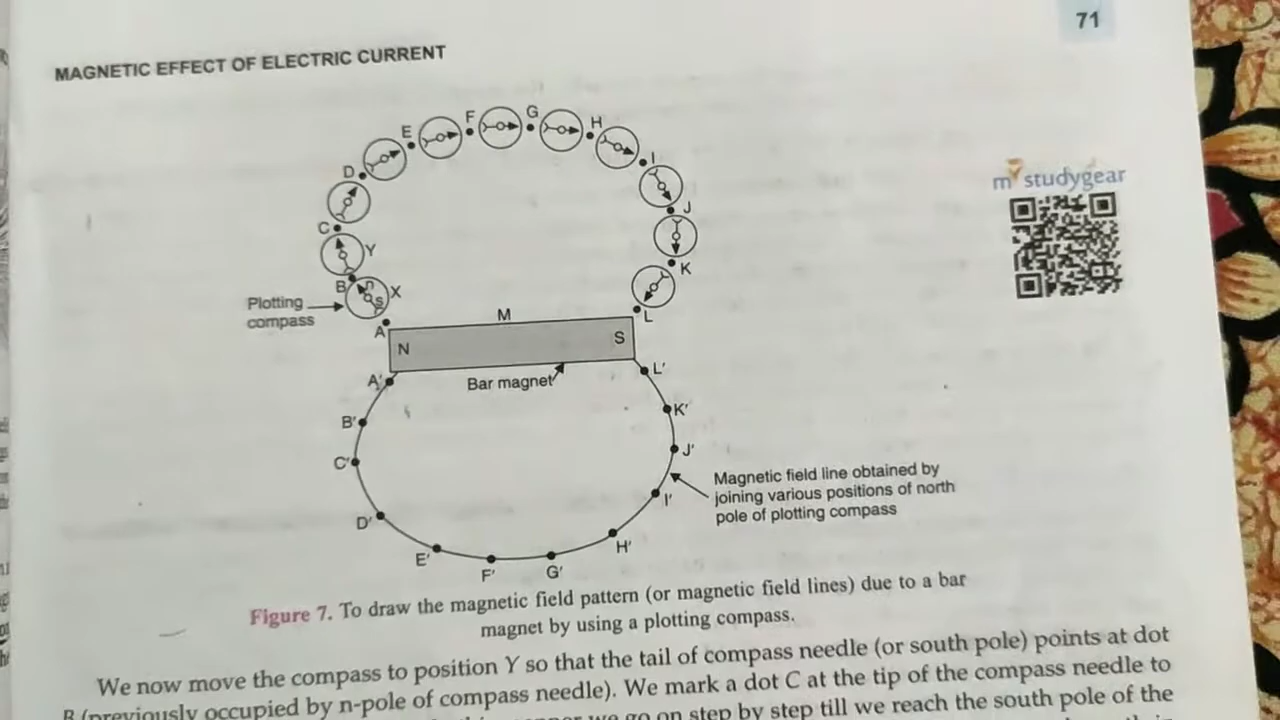 71
MAGNETIC EFFECT OF ELECTRIC CURRENT
E F G H
D I
C Y J
B n s X K
Plotting
compass
A M L
N S
my studygear
A' Bar magnet L'
B' K'
C' J'
D' I'
E' F' G' H'
Magnetic field line obtained by
joining various positions of north
pole of plotting compass
Figure 7. To draw the magnetic field pattern (or magnetic field lines) due to a bar
magnet by using a plotting compass.
We now move the compass to position Y so that the tail of compass needle (or south pole) points at dot
B (previously occupied by n-pole of compass needle). We mark a dot C at the tip of the compass needle to
we go on step by step till we reach the south pole of the